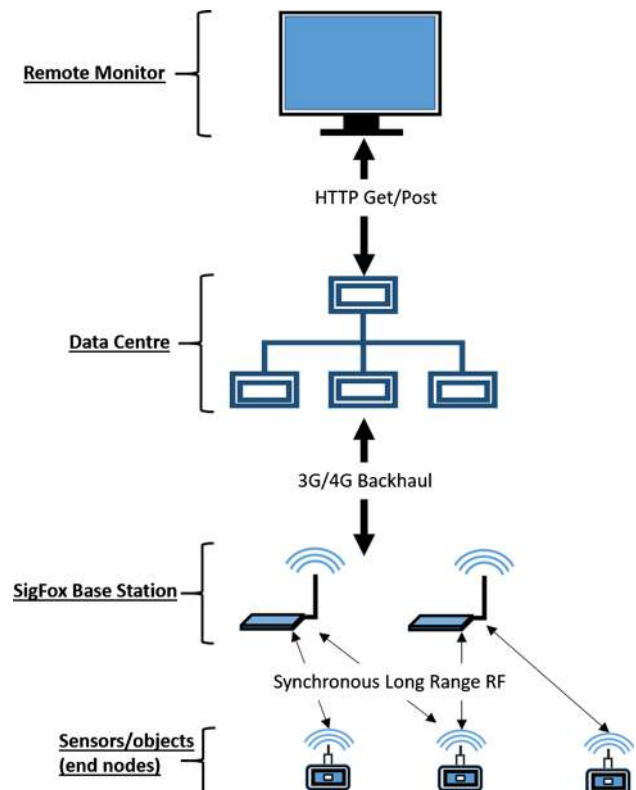 Remote Monitor
HTTP Get/Post
Data Centre
3G/4G Backhaul
SigFox Base Station
Synchronous Long Range RF
Sensors/objects
(end nodes)